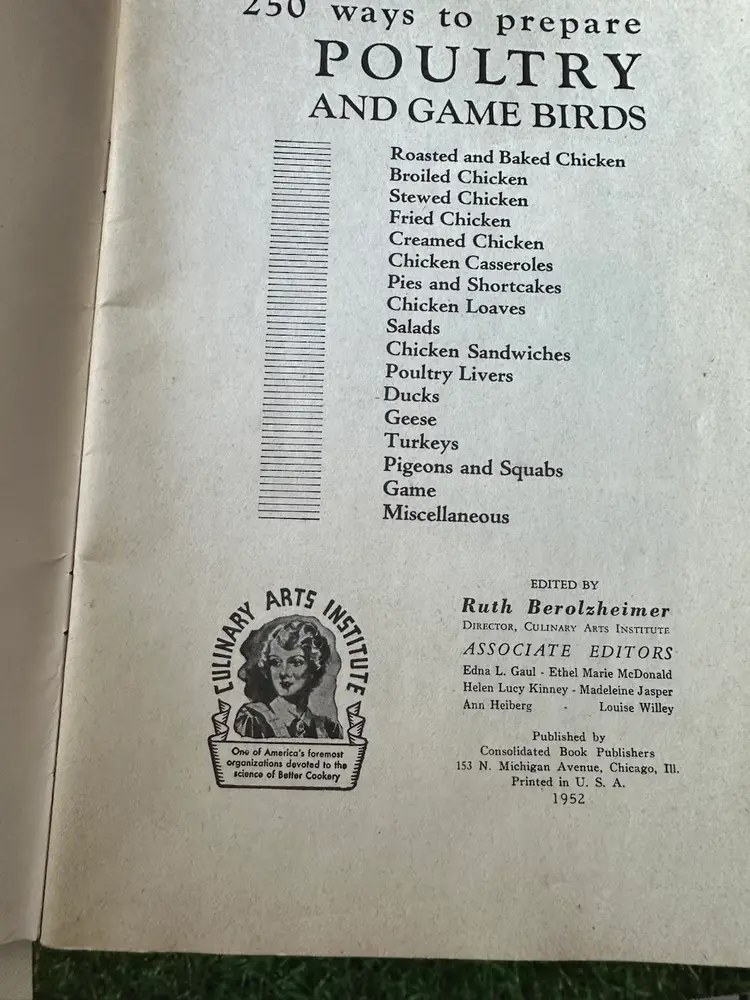 250 ways to prepare
POULTRY
AND GAME BIRDS
Roasted and Baked Chicken
Broiled Chicken
Stewed Chicken
Fried Chicken
Creamed Chicken
Chicken Casseroles
Pies and Shortcakes
Chicken Loaves
Salads
Chicken Sandwiches
Poultry Livers
Ducks
Geese
Turkeys
Pigeons and Squabs
Game
Miscellaneous
CULINARY ARTS INSTITUTE
One of America's foremost
organizations devoted to the
science of Better Cookery
EDITED BY
Ruth Berolzheimer
DIRECTOR, CULINARY ARTS INSTITUTE
ASSOCIATE EDITORS
Edna L. Gaul - Ethel Marie McDonald
Helen Lucy Kinney - Madeleine Jasper
Ann Heiberg - Louise Willey
Published by
Consolidated Book Publishers
153 N. Michigan Avenue, Chicago, Ill.
Printed in U. S. A.
1952